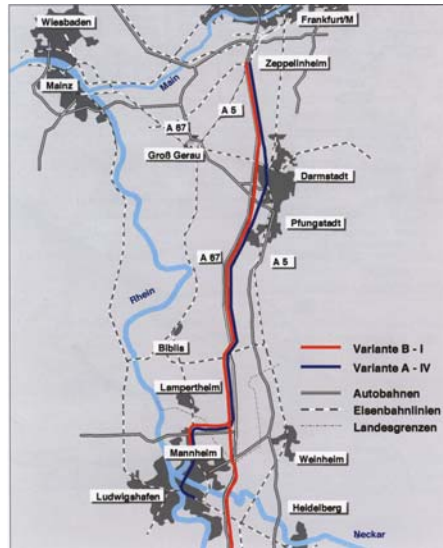 Wiesbaden
Frankfurt/M
Main
Zeppelinheim
Mainz
A 5
A 67
Groß Gerau
Darmstadt
Pfungstadt
A 67
A 5
Rhein
Biblis
Variante B - I
Variante A - IV
Lampertheim
Autobahnen
Eisenbahnlinien
Landesgrenzen
Mannheim
Weinheim
Ludwigshafen
Heidelberg
Neckar